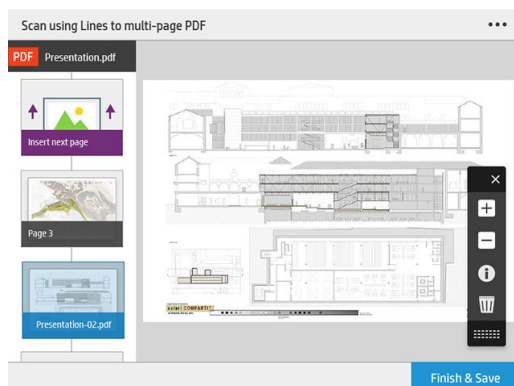 Scan using Lines to multi-page PDF
PDF Presentation.pdf
Insert next page
Page 3
Presentation-02.pdf
COMPARTIT
Finish & Save